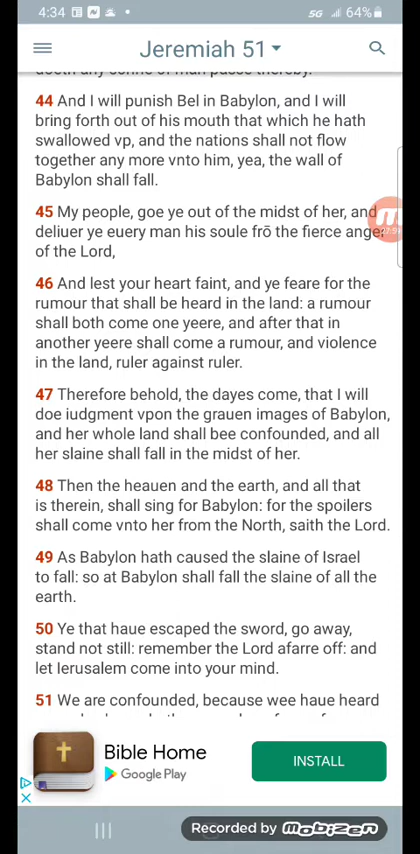 4:34
5G
64%
Jeremiah 51
doeth any sonne of man passe thereby.
44 And I will punish Bel in Babylon, and I will
bring forth out of his mouth that which he hath
swallowed vp, and the nations shall not flow
together any more vnto him, yea, the wall of
Babylon shall fall.
45 My people, goe ye out of the midst of her, and
deliuer ye euery man his soule frō the fierce anger
of the Lord,
46 And lest your heart faint, and ye feare for the
rumour that shall be heard in the land: a rumour
shall both come one yeere, and after that in
another yeere shall come a rumour, and violence
in the land, ruler against ruler.
47 Therefore behold, the dayes come, that I will
doe iudgment vpon the grauen images of Babylon,
and her whole land shall bee confounded, and all
her slaine shall fall in the midst of her.
48 Then the heauen and the earth, and all that
is therein, shall sing for Babylon: for the spoilers
shall come vnto her from the North, saith the Lord.
49 As Babylon hath caused the slaine of Israel
to fall: so at Babylon shall fall the slaine of all the
earth.
50 Ye that haue escaped the sword, go away,
stand not still: remember the Lord afarre off: and
let Ierusalem come into your mind.
51 We are confounded, because wee haue heard
Bible Home
Google Play
INSTALL
Recorded by mobizen